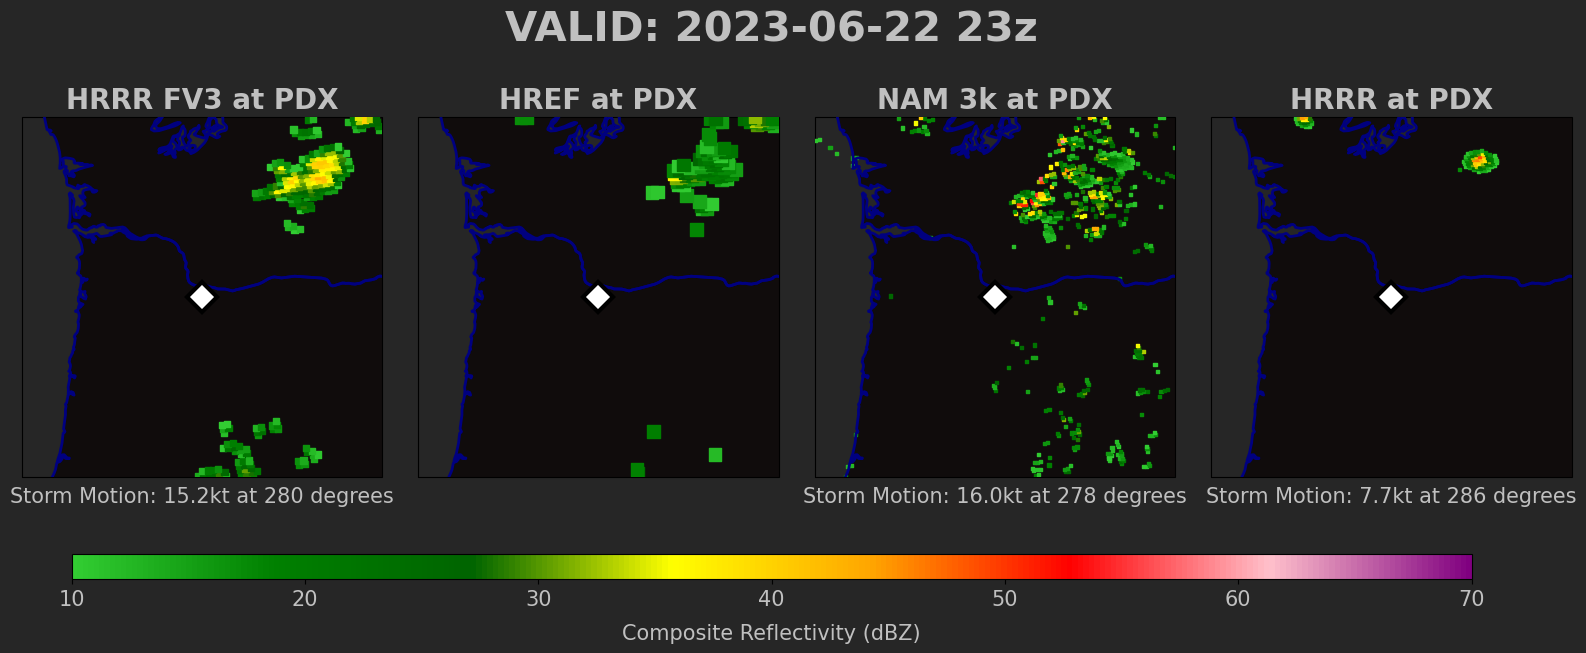 VALID: 2023-06-22 23z
HRRR FV3 at PDX
HREF at PDX
NAM 3k at PDX
HRRR at PDX
Storm Motion: 15.2kt at 280 degrees
Storm Motion: 16.0kt at 278 degrees
Storm Motion: 7.7kt at 286 degrees
10 20 30 40 50 60 70
Composite Reflectivity (dBZ)